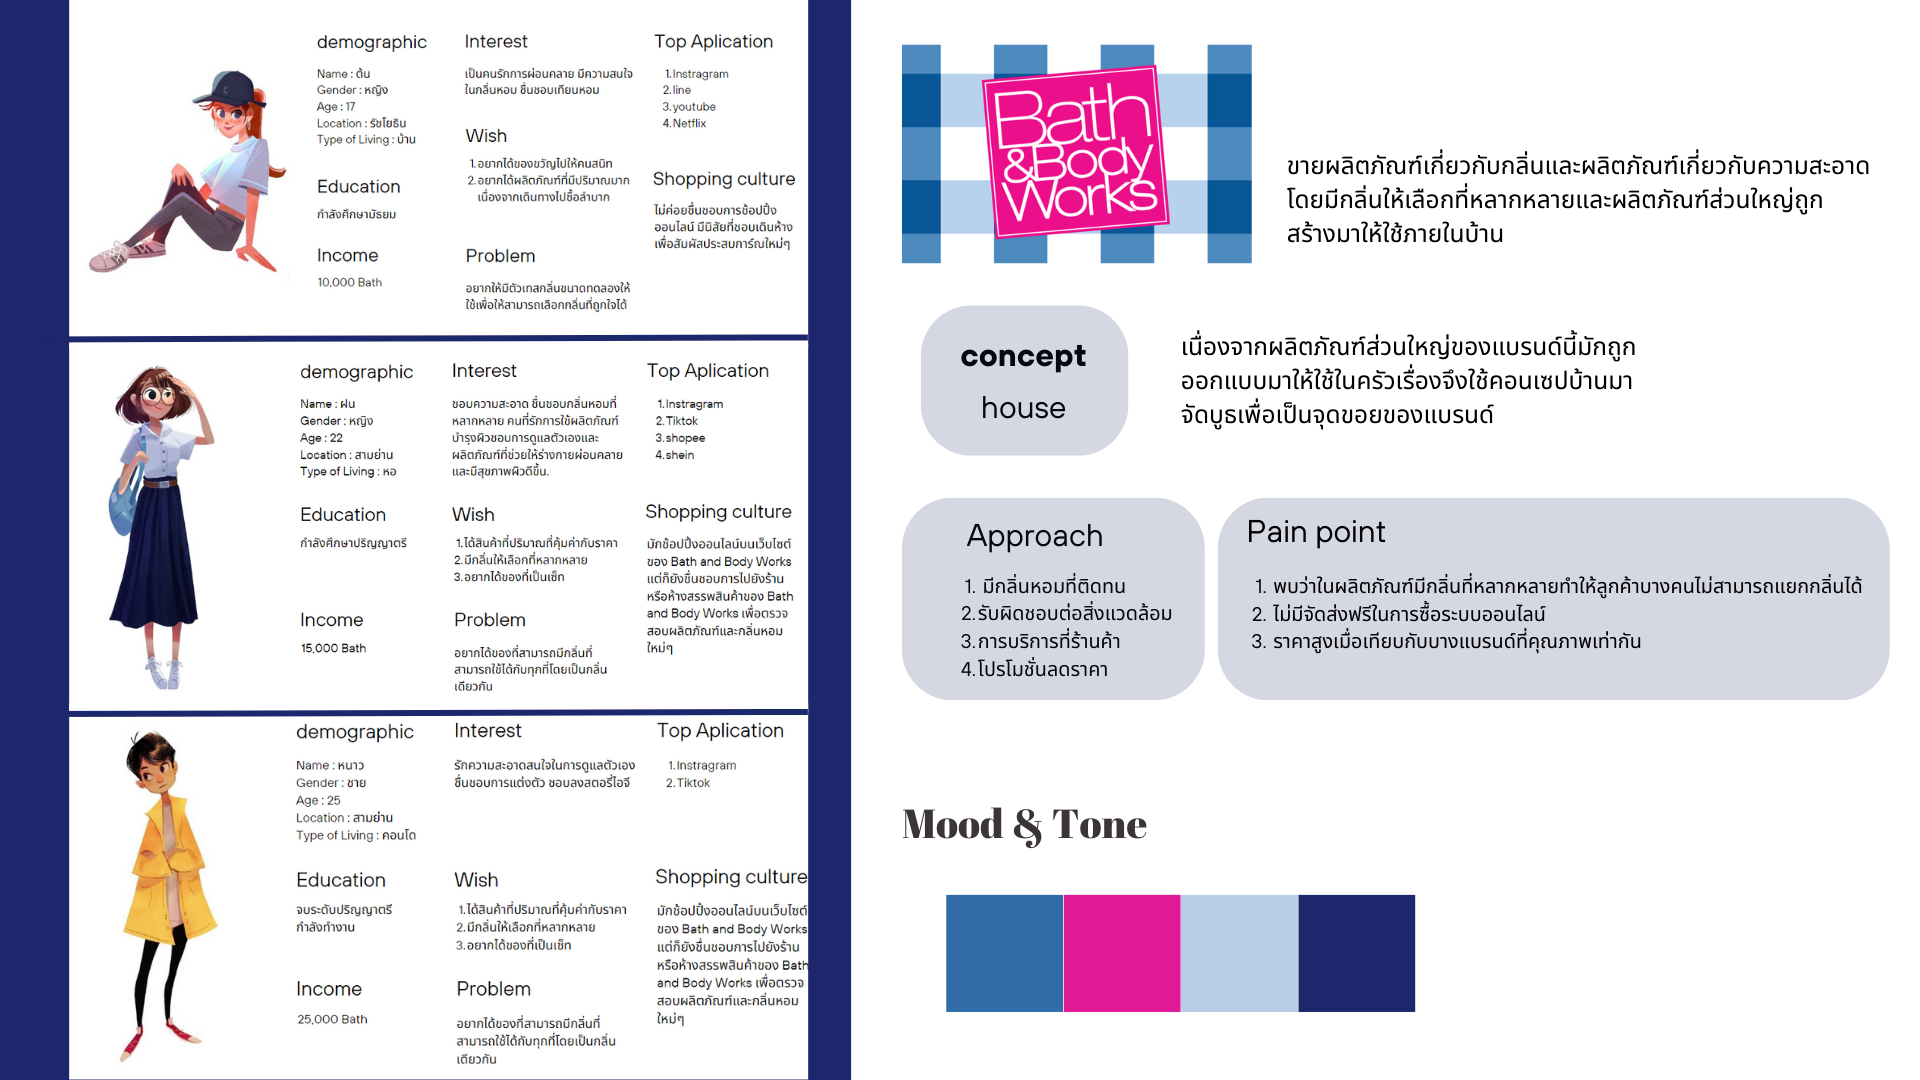 demographic
Name : ต้น
Gender : หญิง
Age : 17
Location : รัชโยธิน
Type of Living : บ้าน
Education
กำลังศึกษามัธยม
Income
10,000 Bath
Interest
เป็นคนรักการผ่อนคลาย มีความสนใจ
ในกลิ่นหอม ชื่นชอบเทียนหอม
Wish
1.อยากได้ของขวัญไปให้คนสนิท
2.อยากได้ผลิตภัณฑ์ที่มีปริมาณมาก
เนื่องจากเดินทางไปซื้อลำบาก
Problem
อยากให้มีตัวเทสกลิ่นขนาดทดลองให้
ใช้เพื่อให้สามารถเลือกกลิ่นที่ถูกใจได้
Top Aplication
1.Instragram
2.line
3.youtube
4.Netflix
Shopping culture
ไม่ค่อยชื่นชอบการช้อปปิ้ง
ออนไลน์ มีนิสัยที่ชอบเดินห้าง
เพื่อสัมผัสประสบการ์ณใหม่ๆ
demographic
Name : ฝน
Gender : หญิง
Age : 22
Location : สามย่าน
Type of Living : หอ
Education
กำลังศึกษาปริญญาตรี
Income
15,000 Bath
Interest
ชอบความสะอาด ชื่นชอบกลิ่นหอมที่
หลากหลาย คนที่รักการใช้ผลิตภัณฑ์
บำรุงผิวชอบการดูแลตัวเองและ
ผลิตภัณฑ์ที่ช่วยให้ร่างกายผ่อนคลาย
และมีสุขภาพผิวดีขึ้น.
Wish
1.ได้สินค้าที่ปริมาณที่คุ้มค่ากับราคา
2.มีกลิ่นให้เลือกที่หลากหลาย
3.อยากได้ของที่เป็นเซ็ท
Problem
อยากได้ของที่สามารถมีกลิ่นที่
สามารถใช้ได้กับทุกที่โดยเป็นกลิ่น
เดียวกัน
Top Aplication
1.Instragram
2.Tiktok
3.shopee
4.shein
Shopping culture
มักช้อปปิ้งออนไลน์บนเว็บไซต์
ของ Bath and Body Works
แต่ก็ยังชื่นชอบการไปยังร้าน
หรือห้างสรรพสินค้าของ Bath
and Body Works เพื่อตรวจ
สอบผลิตภัณฑ์และกลิ่นหอม
ใหม่ๆ
demographic
Name : หนาว
Gender : ชาย
Age : 25
Location : สามย่าน
Type of Living : คอนโด
Education
จบระดับปริญญาตรี
กำลังทำงาน
Income
25,000 Bath
Interest
รักความสะอาดสนใจในการดูแลตัวเอง
ชื่นชอบการแต่งตัว ชอบลงสตอรี่ไอจี
Wish
1.ได้สินค้าที่ปริมาณที่คุ้มค่ากับราคา
2.มีกลิ่นให้เลือกที่หลากหลาย
3.อยากได้ของที่เป็นเซ็ท
Problem
อยากได้ของที่สามารถมีกลิ่นที่
สามารถใช้ได้กับทุกที่โดยเป็นกลิ่น
เดียวกัน
Top Aplication
1.Instragram
2.Tiktok
Shopping culture
มักช้อปปิ้งออนไลน์บนเว็บไซต์
ของ Bath and Body Works
แต่ก็ยังชื่นชอบการไปยังร้าน
หรือห้างสรรพสินค้าของ Bath
and Body Works เพื่อตรวจ
สอบผลิตภัณฑ์และกลิ่นหอม
ใหม่ๆ
Bath
&Body
Works
ขายผลิตภัณฑ์เกี่ยวกับกลิ่นและผลิตภัณฑ์เกี่ยวกับความสะอาด
โดยมีกลิ่นให้เลือกที่หลากหลายและผลิตภัณฑ์ส่วนใหญ่ถูก
สร้างมาให้ใช้ภายในบ้าน
concept
house
เนื่องจากผลิตภัณฑ์ส่วนใหญ่ของแบรนด์นี้มักถูก
ออกแบบมาให้ใช้ในครัวเรื่องจึงใช้คอนเซปบ้านมา
จัดบูธเพื่อเป็นจุดขอยของแบรนด์
Approach
1. มีกลิ่นหอมที่ติดทน
2.รับผิดชอบต่อสิ่งแวดล้อม
3.การบริการที่ร้านค้า
4.โปรโมชั่นลดราคา
Pain point
1. พบว่าในผลิตภัณฑ์มีกลิ่นที่หลากหลายทำให้ลูกค้าบางคนไม่สามารถแยกกลิ่นได้
2. ไม่มีจัดส่งฟรีในการซื้อระบบออนไลน์
3. ราคาสูงเมื่อเทียบกับบางแบรนด์ที่คุณภาพเท่ากัน
Mood & Tone